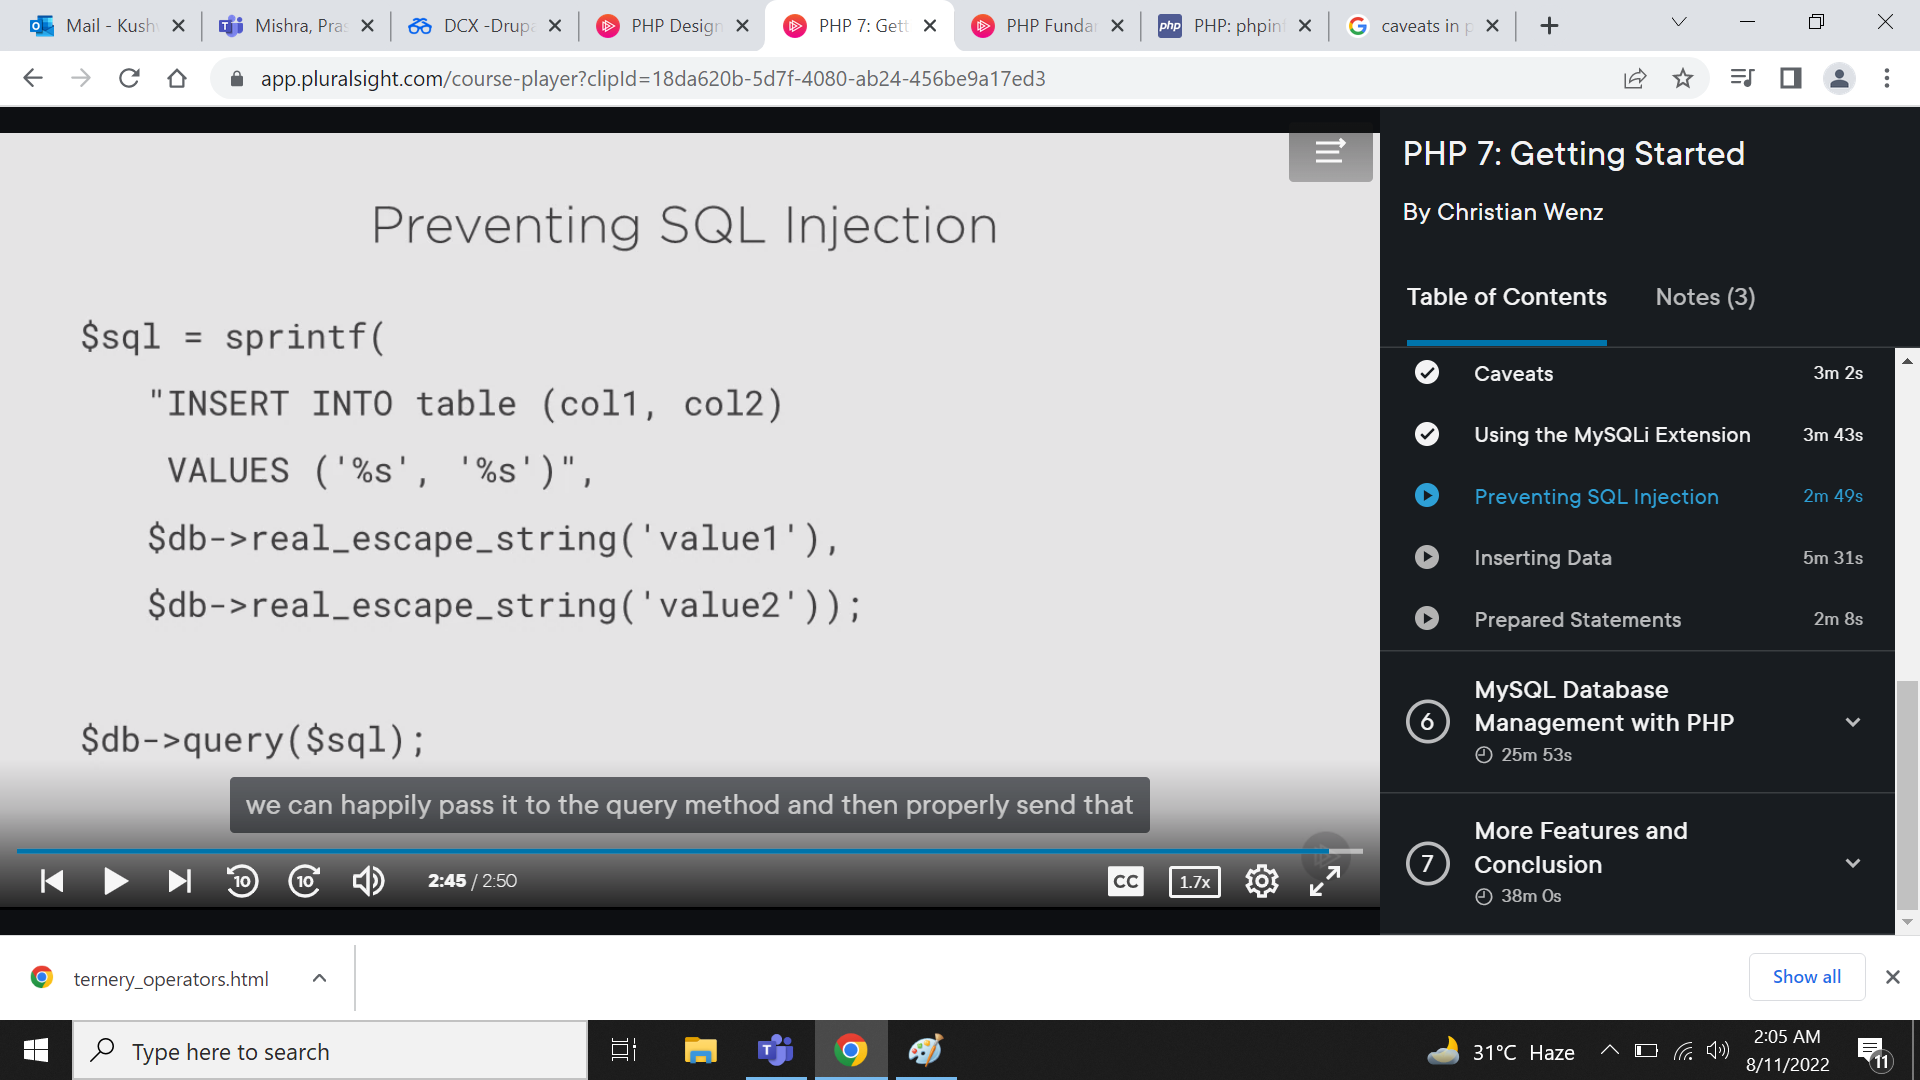 Mail - Kush
Mishra, Pra
DCX -Drup
PHP Design
PHP 7: Gett
PHP Fundar
php
PHP: phpin
caveats in p
app.pluralsight.com/course-player?clipId=18da620b-5d7f-4080-ab24-456be9a17ed3
Preventing SQL Injection
$sql = sprintf(
"INSERT INTO table (col1, col2)
VALUES ('%s', '%s')",
$db->real_escape_string('value1'),
$db->real_escape_string('value2'));
$db->query($sql);
we can happily pass it to the query method and then properly send that
10
10
2:45 / 2:50
CC
1.7x
PHP 7: Getting Started
By Christian Wenz
Table of Contents
Notes (3)
Caveats 3m 2s
Using the MySQLi Extension 3m 43s
Preventing SQL Injection 2m 49s
Inserting Data 5m 31s
Prepared Statements 2m 8s
6
MySQL Database
Management with PHP
25m 53s
7
More Features and
Conclusion
38m 0s
ternery_operators.html
Show all
Type here to search
31°C Haze
2:05 AM
8/11/2022
11